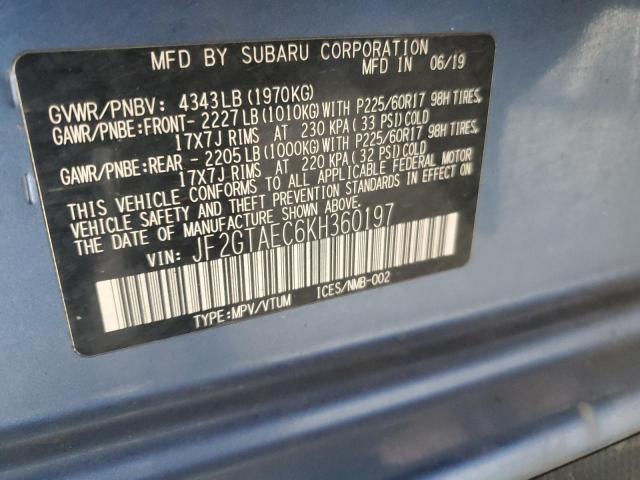 MFD BY SUBARU CORPORATION
MFD IN 06/19
GVWR/PNBV: 4343LB(1970KG)
GAWR/PNBE:FRONT- 2227LB(1010KG)WITH P225/60R17 98H TIRES,
17X7J RIMS AT 230 KPA(33 PSI)COLD
GAWR/PNBE:REAR - 2205LB(1000KG)WITH P225/60R17 98H TIRES,
17X7J RIMS AT 220 KPA(32 PSI)COLD
THIS VEHICLE CONFORMS TO ALL APPLICABLE FEDERAL MOTOR
VEHICLE SAFETY AND THEFT PREVENTION STANDARDS IN EFFECT ON
THE DATE OF MANUFACTURE SHOWN ABOVE.
VIN: JF2GTAEC6KH360197
TYPE:MPV/VTUM ICES/NMB-002